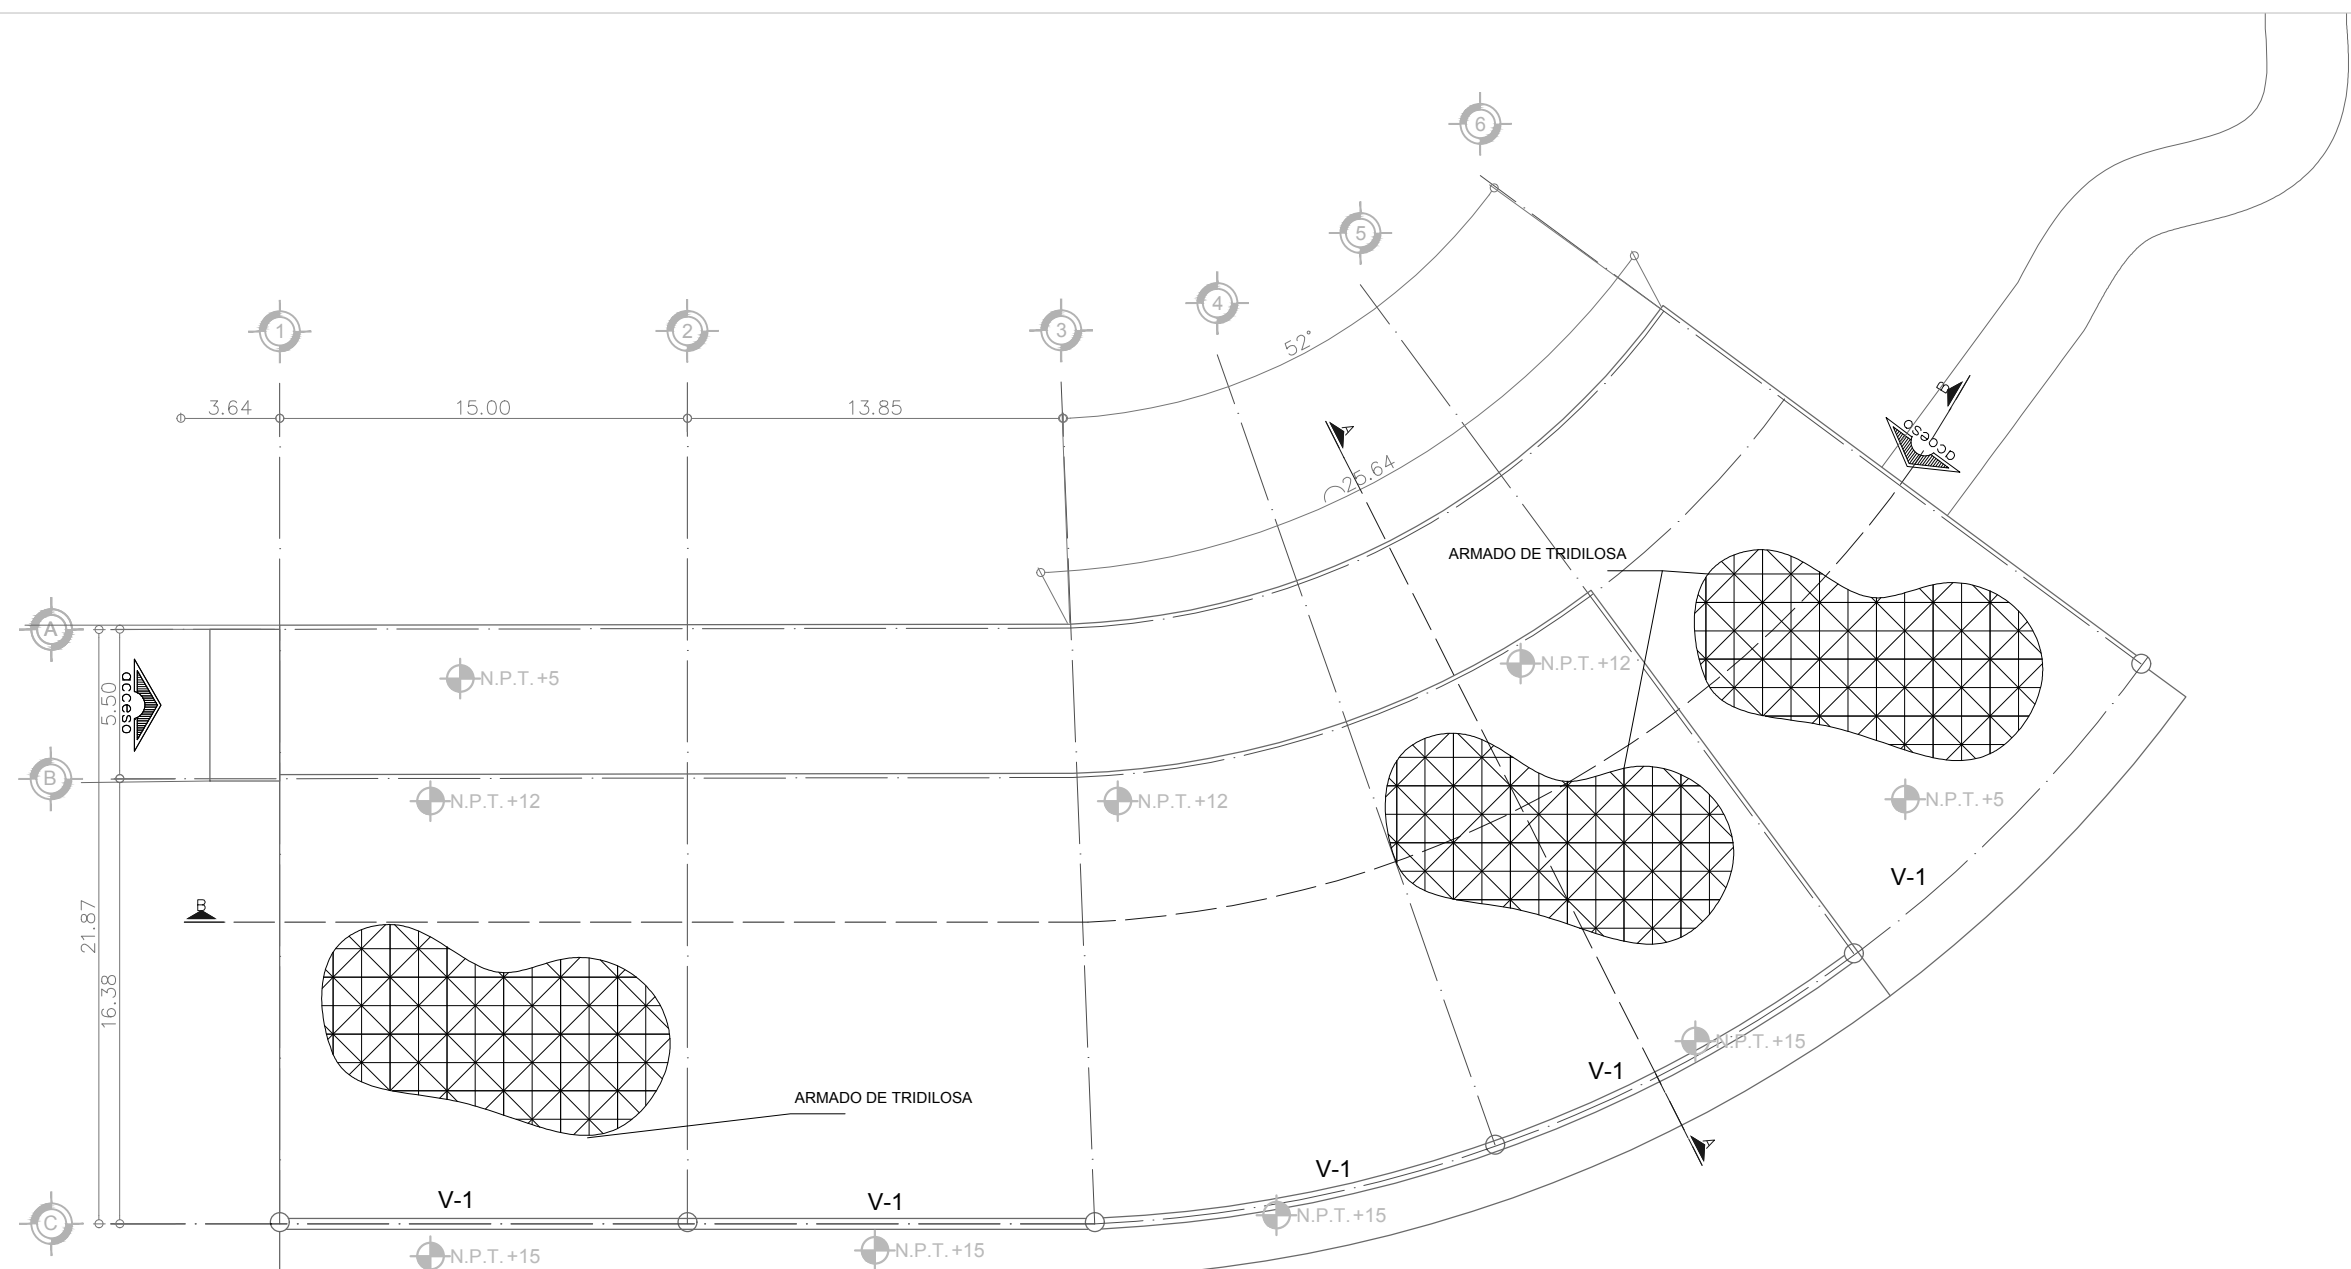 6
5
4
1
2
3
52°
3.64
15.00
13.85
B
A
acceso
25.64
ARMADO DE TRIDILOSA
A
N.P.T. +12
N.P.T. +5
5.50
acceso
B
N.P.T. +12
N.P.T. +12
N.P.T. +5
V-1
B
21.87
16.38
N.P.T. +15
V-1
ARMADO DE TRIDILOSA
A
V-1
V-1
V-1
C
N.P.T. +15
N.P.T. +15
N.P.T. +15